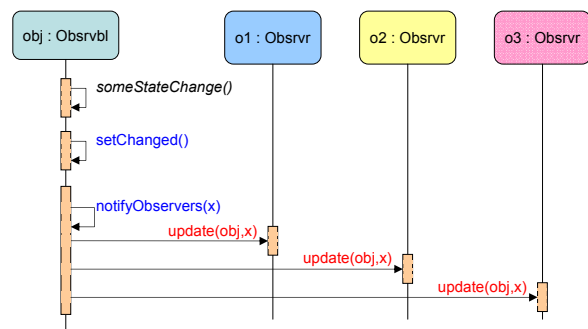 obj : Obsrvbl
o1 : Obsrvr
o2 : Obsrvr
o3 : Obsrvr
someStateChange()
setChanged()
notifyObservers(x)
update(obj,x)
update(obj,x)
update(obj,x)